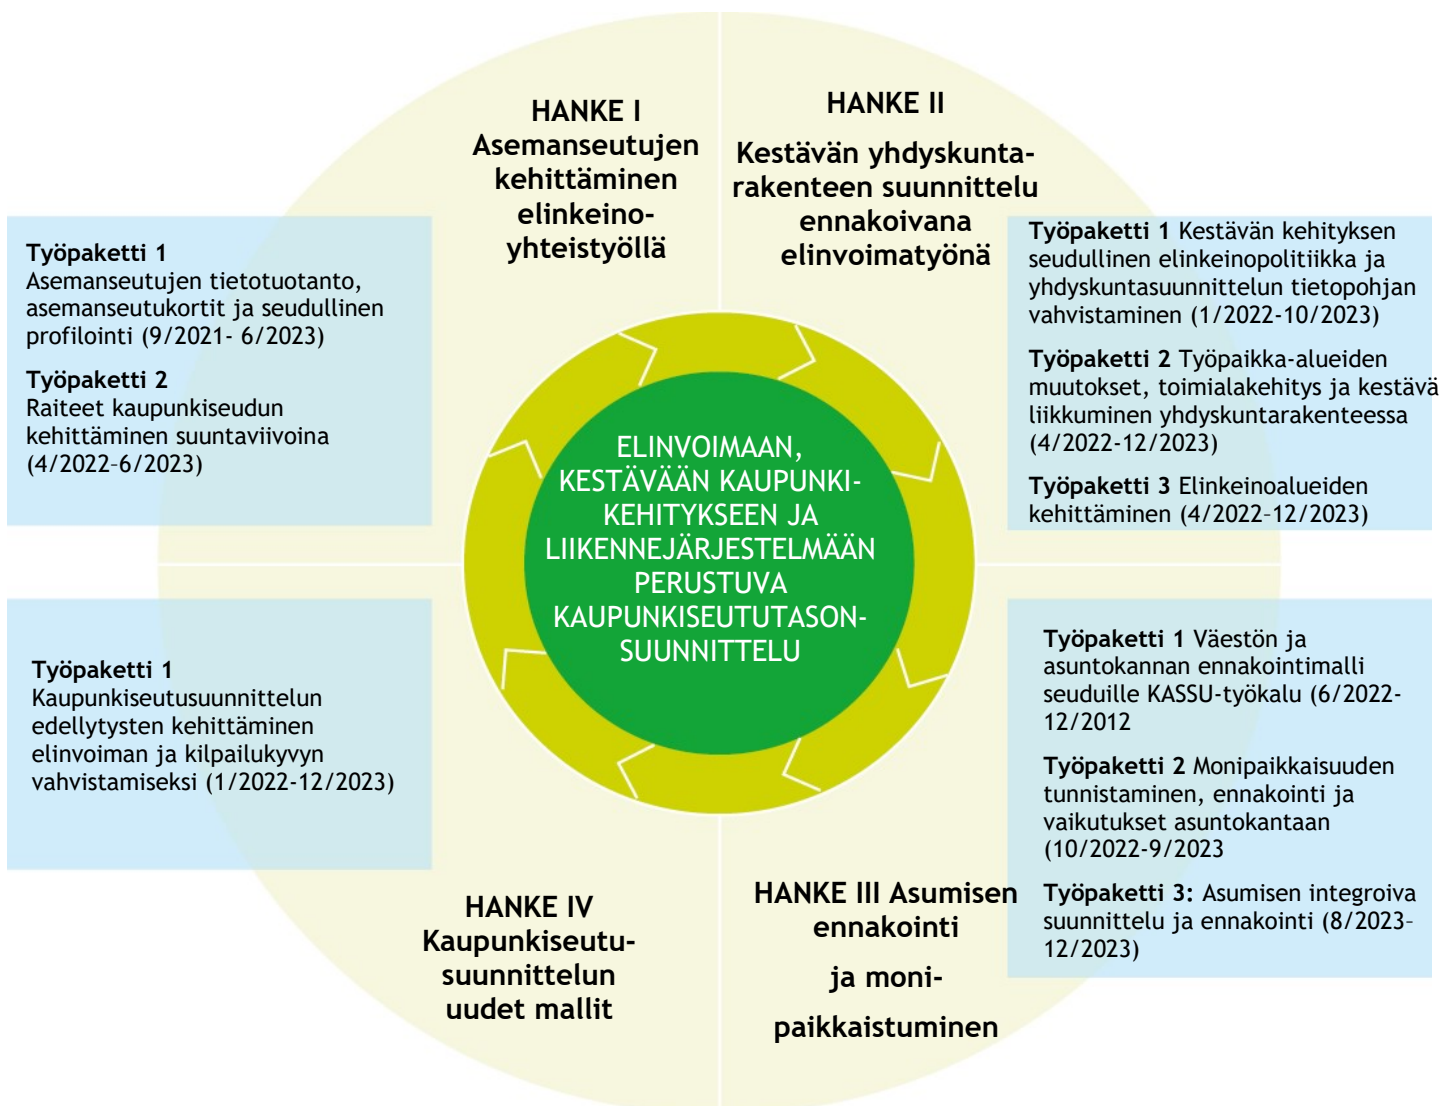 HANKE I
Asemanseutujen
kehittäminen
elinkeino-
yhteistyöllä
Työpaketti 1
Asemanseutujen tietotuotanto,
asemanseutukortit ja seudullinen
profilointi (9/2021- 6/2023)
Työpaketti 2
Raiteet kaupunkiseudun
kehittäminen suuntaviivoina
(4/2022–6/2023)
HANKE II
Kestävän yhdyskunta-
rakenteen suunnittelu
ennakoivana
elinvoimatyönä
Työpaketti 1 Kestävän kehityksen
seudullinen elinkeinopolitiikka ja
yhdyskuntasuunnittelun tietopohjan
vahvistaminen (1/2022-10/2023)
Työpaketti 2 Työpaikka-alueiden
muutokset, toimialakehitys ja kestävä
liikkuminen yhdyskuntarakenteessa
(4/2022-12/2023)
Työpaketti 3 Elinkeinoalueiden
kehittäminen (4/2022–12/2023)
ELINVOIMAAN,
KESTÄVÄÄN KAUPUNKI-
KEHITYKSEEN JA
LIIKENNEJÄRJESTELMÄÄN
PERUSTUVA
KAUPUNKISEUTUTASON-
SUUNNITTELU
Työpaketti 1
Kaupunkiseutusuunnittelun
edellytysten kehittäminen
elinvoiman ja kilpailukyvyn
vahvistamiseksi (1/2022-12/2023)
HANKE IV
Kaupunkiseutu-
suunnittelun
uudet mallit
HANKE III Asumisen
ennakointi
ja moni-
paikkaistuminen
Työpaketti 1 Väestön ja
asuntokannan ennakointimalli
seuduille KASSU-työkalu (6/2022-
12/2012
Työpaketti 2 Monipaikkaisuuden
tunnistaminen, ennakointi ja
vaikutukset asuntokantaan
(10/2022-9/2023
Työpaketti 3: Asumisen integroiva
suunnittelu ja ennakointi (8/2023–
12/2023)